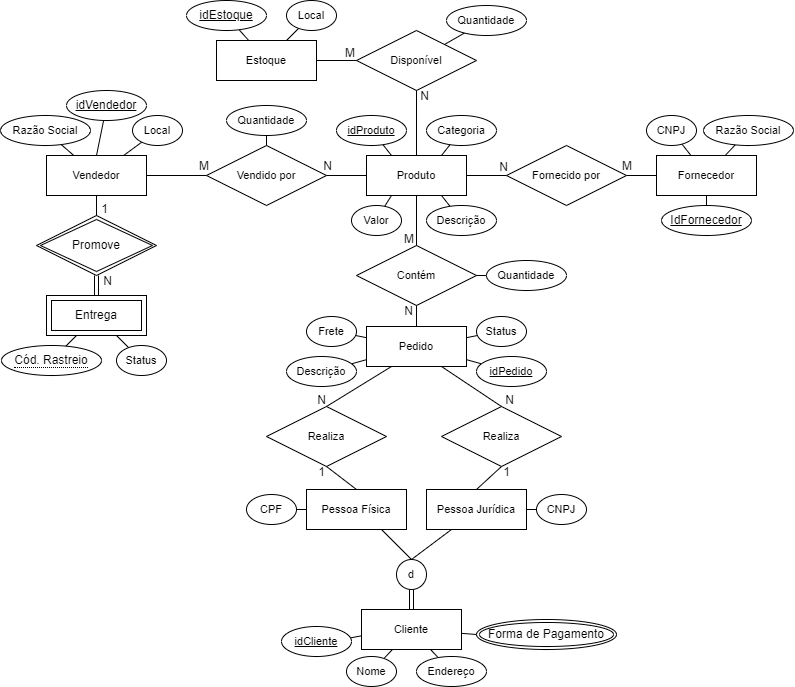 idEstoque
Local
Quantidade
Estoque
M
Disponível
N
idVendedor
Razão Social
Local
Quantidade
idProduto
Categoria
CNPJ
Razão Social
Vendedor
M
Vendido por
N
Produto
N
Fornecido por
M
Fornecedor
Valor
Descrição
IdFornecedor
1
Promove
N
M
Contém
Quantidade
N
Entrega
Cód. Rastreio
Status
Frete
Status
Pedido
Descrição
idPedido
N
N
Realiza
Realiza
1
1
CPF
Pessoa Física
Pessoa Jurídica
CNPJ
d
Cliente
Forma de Pagamento
idCliente
Nome
Endereço